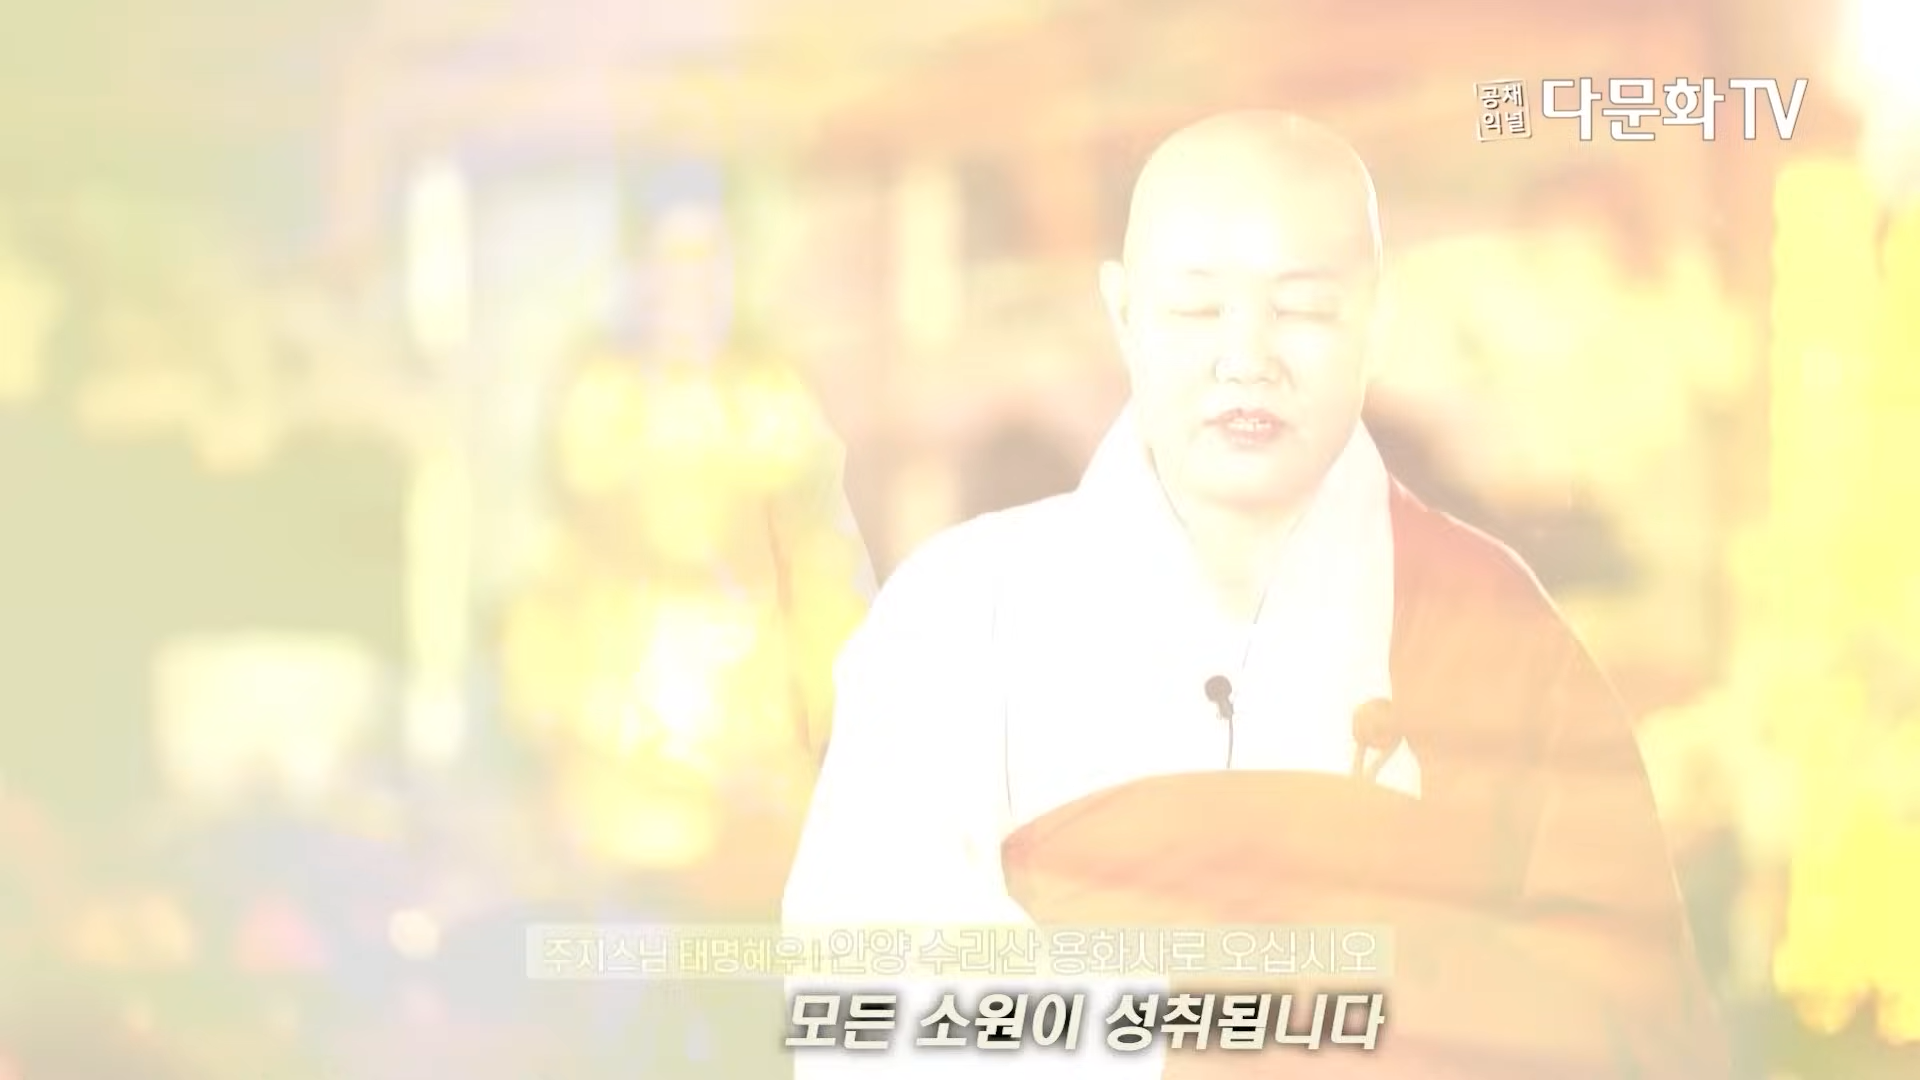 공채
익널
다문화TV
주지스님 태명혜우 안양 수리산 용화사로 오십시오
모든 소원이 성취됩니다